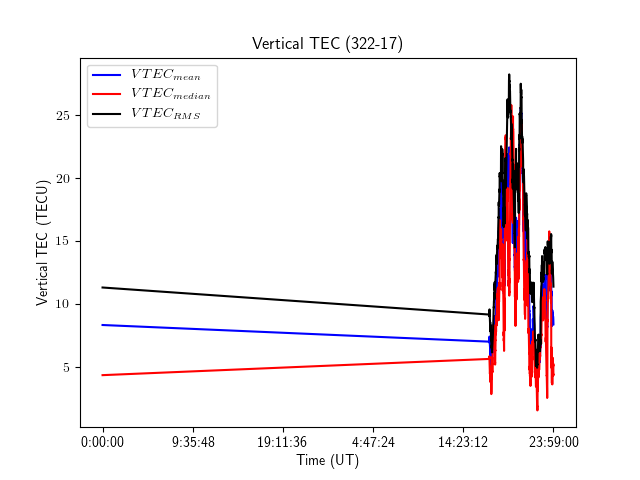 Vertical TEC (322-17)
VTEC_mean
VTEC_median
VTEC_RMS
25
20
15
10
5
Vertical TEC (TECU)
0:00:00 9:35:48 19:11:36 4:47:24 14:23:12 23:59:00
Time (UT)